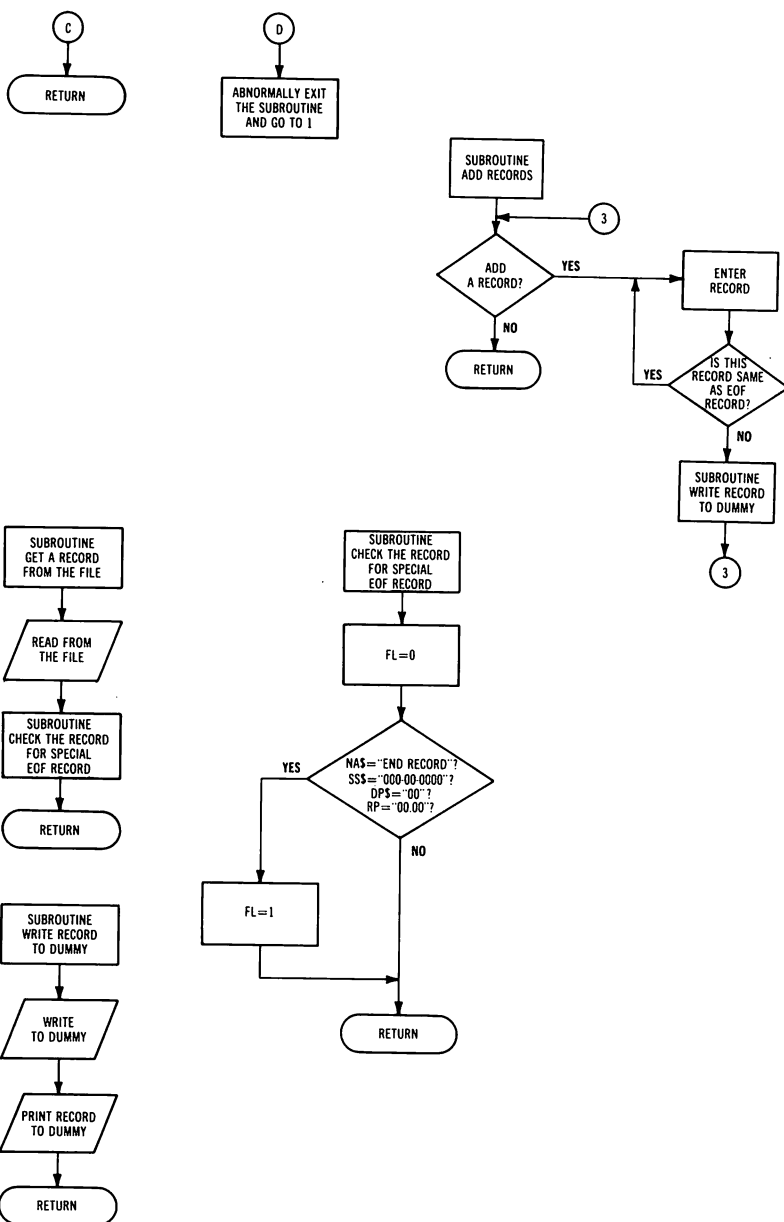 C
RETURN
D
ABNORMALLY EXIT
THE SUBROUTINE
AND GO TO 1
SUBROUTINE
ADD RECORDS
3
ADD
A RECORD?
YES
NO
RETURN
ENTER
RECORD
IS THIS
RECORD SAME
AS EOF
RECORD?
YES
NO
SUBROUTINE
WRITE RECORD
TO DUMMY
3
SUBROUTINE
GET A RECORD
FROM THE FILE
READ FROM
THE FILE
SUBROUTINE
CHECK THE RECORD
FOR SPECIAL
EOF RECORD
RETURN
SUBROUTINE
CHECK THE RECORD
FOR SPECIAL
EOF RECORD
FL=0
NA$="END RECORD"?
SS$="000-00-0000"?
DP$="00"?
RP="00.00"?
YES
NO
FL=1
RETURN
SUBROUTINE
WRITE RECORD
TO DUMMY
WRITE
TO DUMMY
PRINT RECORD
TO DUMMY
RETURN